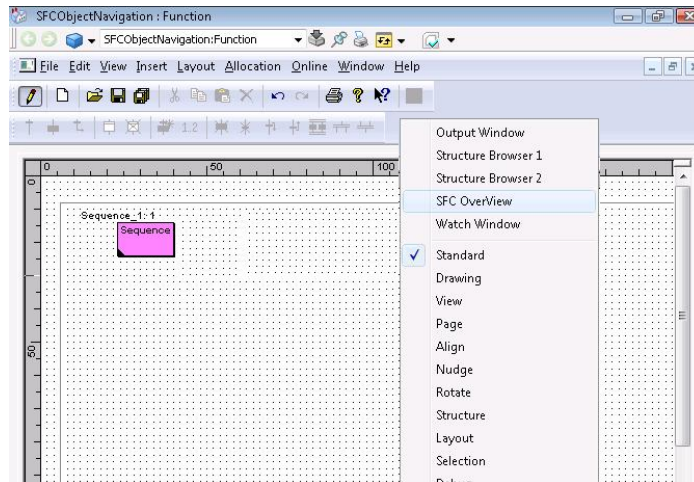 SFCObjectNavigation : Function
SFCObjectNavigation:Function
File Edit View Insert Layout Allocation Online Window Help
1.2
Output Window
Structure Browser 1
Structure Browser 2
SFC OverView
Watch Window
Standard
Drawing
View
Page
Align
Nudge
Rotate
Structure
Layout
Selection
0 50 100
0
Sequence_1: 1
Sequence
50